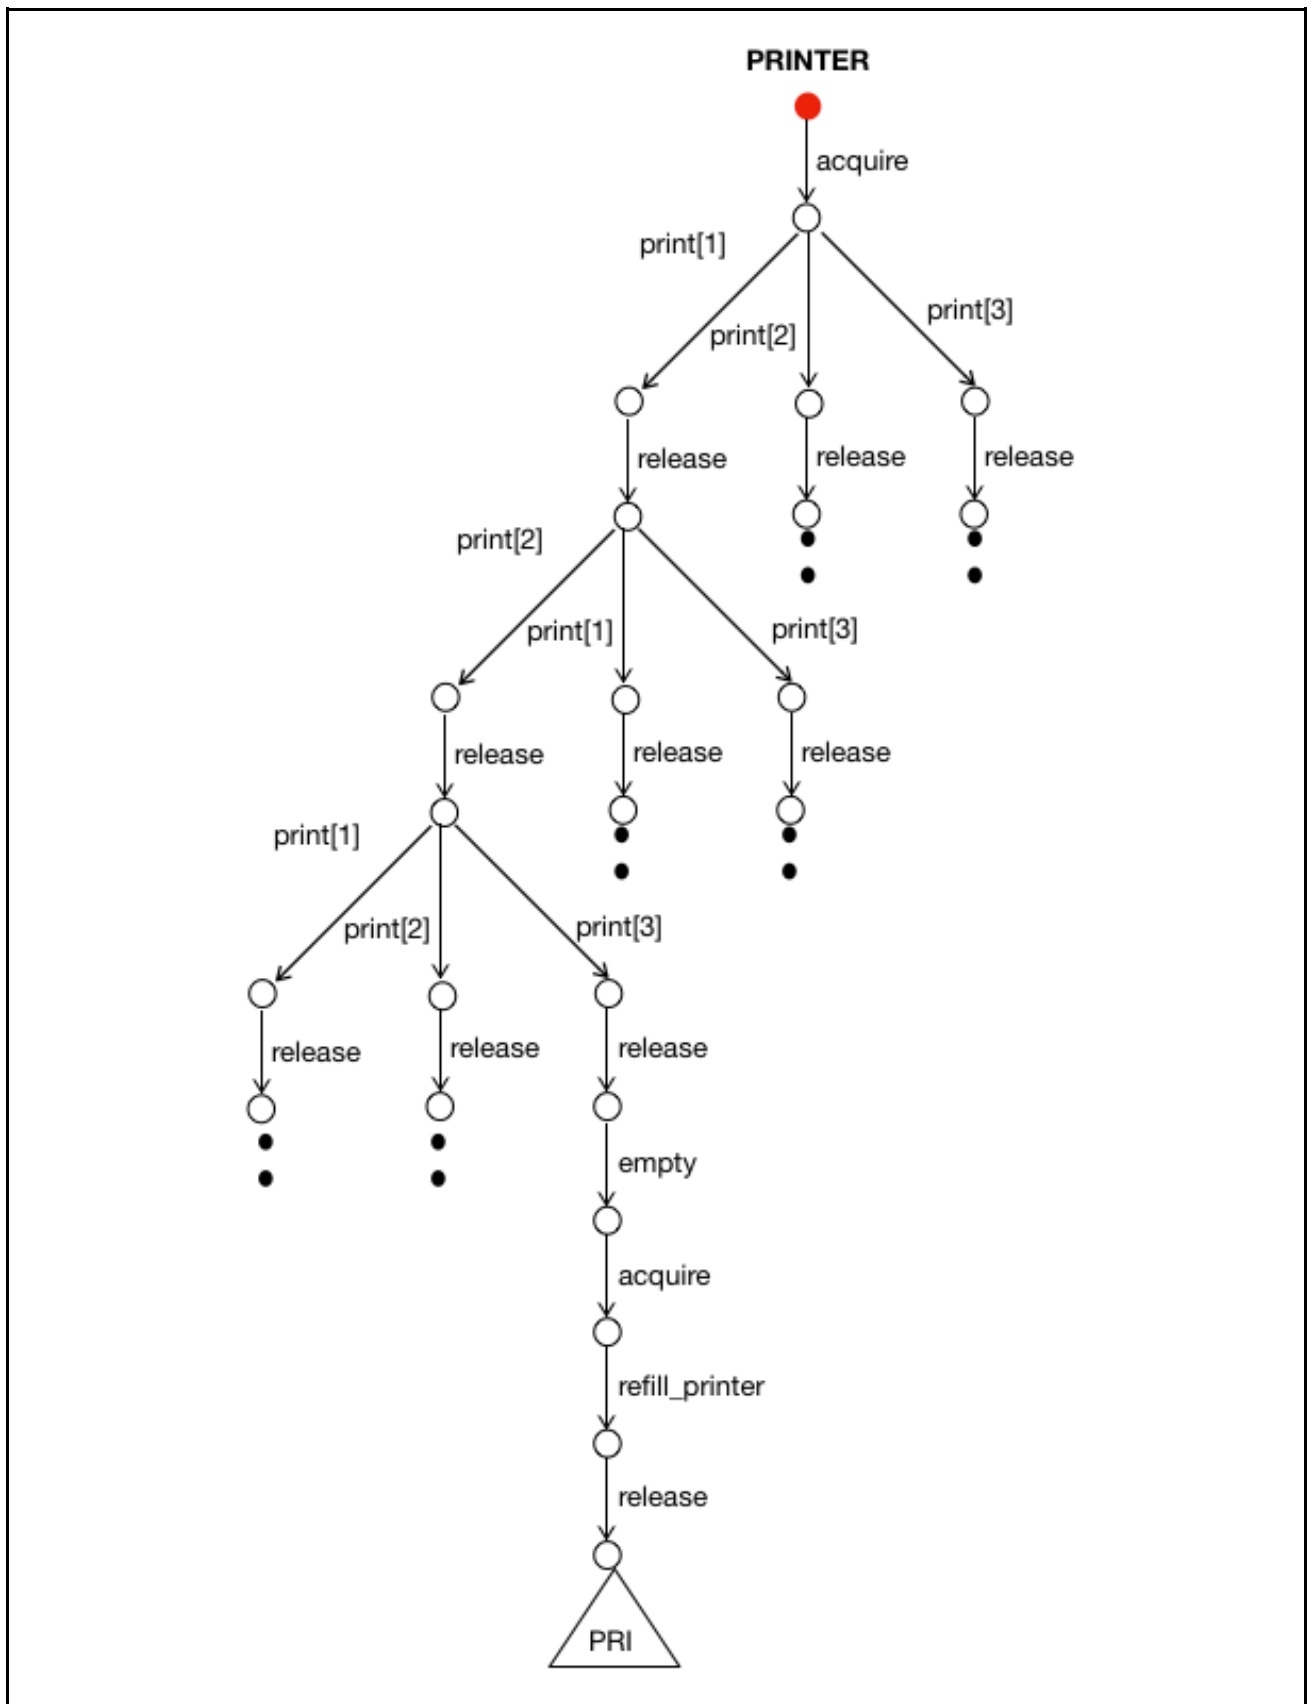 PRINTER
acquire
print[1]
print[3]
print[2]
release
release
release
print[2]
print[1]
print[3]
release
release
release
print[1]
print[2]
print[3]
release
release
release
empty
acquire
refill_printer
release
PRI